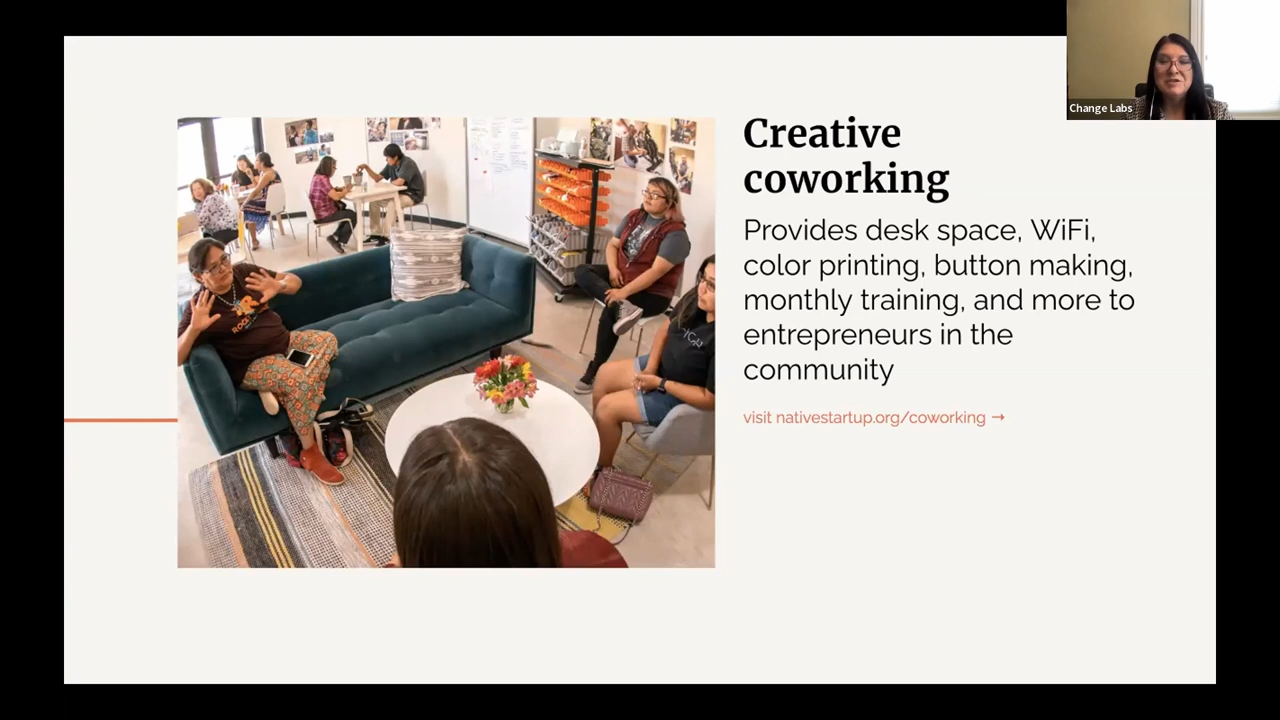 Change Labs
Creative
coworking
Provides desk space, WiFi,
color printing, button making,
monthly training, and more to
entrepreneurs in the
community
visit nativestartup.org/coworking →